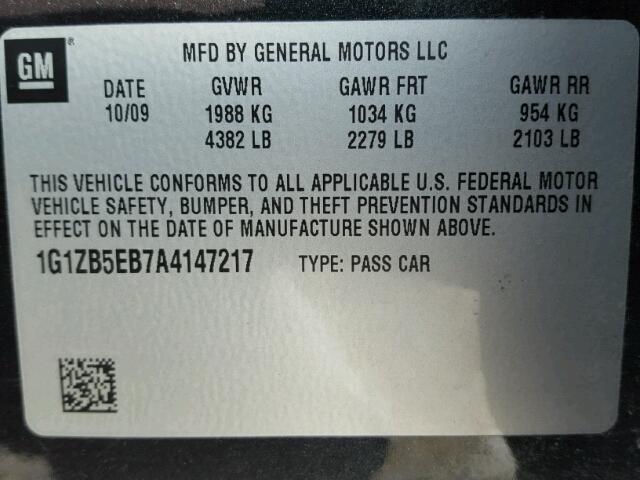 GM ® MFD BY GENERAL MOTORS LLC
DATE GVWR GAWR FRT GAWR RR
10/09 1988 KG 1034 KG 954 KG
4382 LB 2279 LB 2103 LB
THIS VEHICLE CONFORMS TO ALL APPLICABLE U.S. FEDERAL MOTOR
VEHICLE SAFETY, BUMPER, AND THEFT PREVENTION STANDARDS IN
EFFECT ON THE DATE OF MANUFACTURE SHOWN ABOVE.
1G1ZB5EB7A4147217 TYPE: PASS CAR